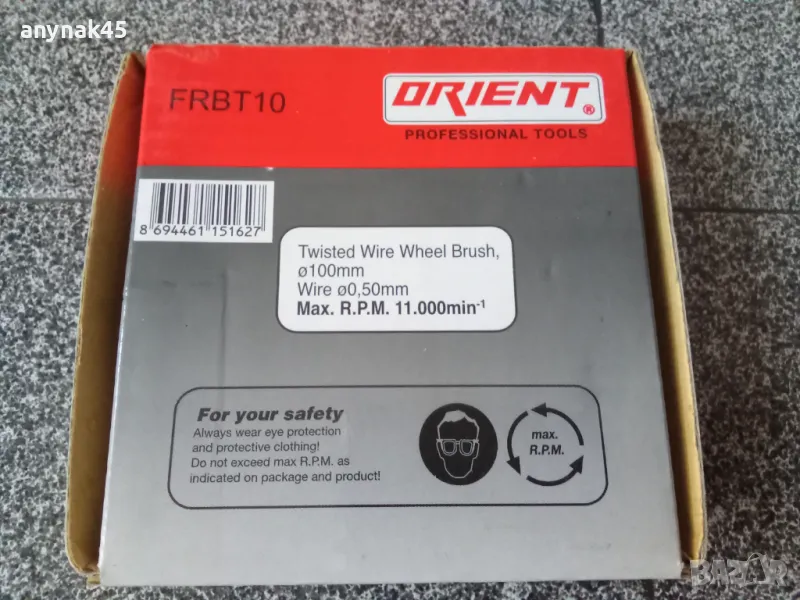 anynak45
FRBT10
ORIENT®
PROFESSIONAL TOOLS
8 694461 151627
Twisted Wire Wheel Brush,
ø100mm
Wire ø0,50mm
Max. R.P.M. 11.000min⁻¹
For your safety
Always wear eye protection
and protective clothing!
Do not exceed max R.P.M. as
indicated on package and product!
max.
R.P.M.
BAZAR